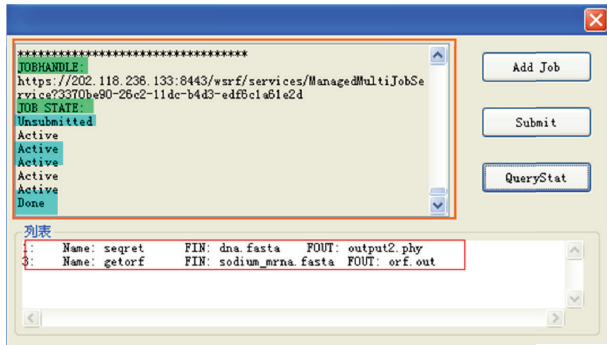 ***********************************
JOBHANDLE:
https://202.118.236.133:8443/wsrf/services/ManagedMultiJobSe
rvice?3370be90-26c2-11dc-b4d3-edf6c1a61e2d
JOB STATE:
Unsubmitted
Active
Active
Active
Active
Active
Done
Add Job
Submit
QueryStat
列表
1: Name: seqret FIN: dna.fasta FOUT: output2.phy
3: Name: getorf FIN: sodium_mrna.fasta FOUT: orf.out